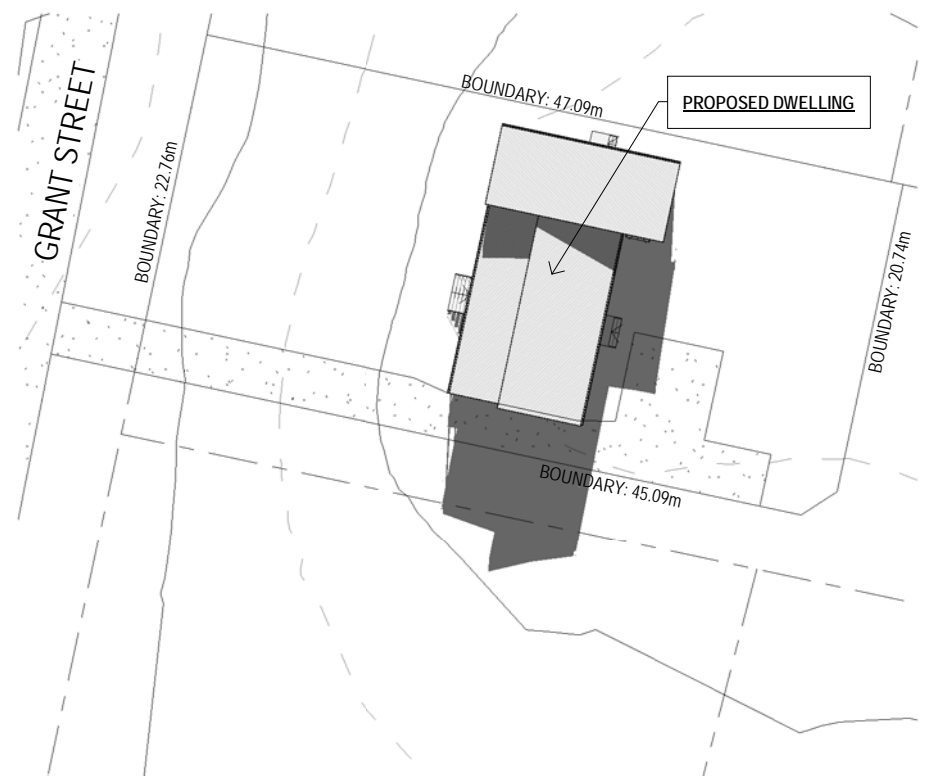 BOUNDARY: 47.09m
PROPOSED DWELLING
GRANT STREET
BOUNDARY: 22.76m
BOUNDARY: 20.74m
BOUNDARY: 45.09m